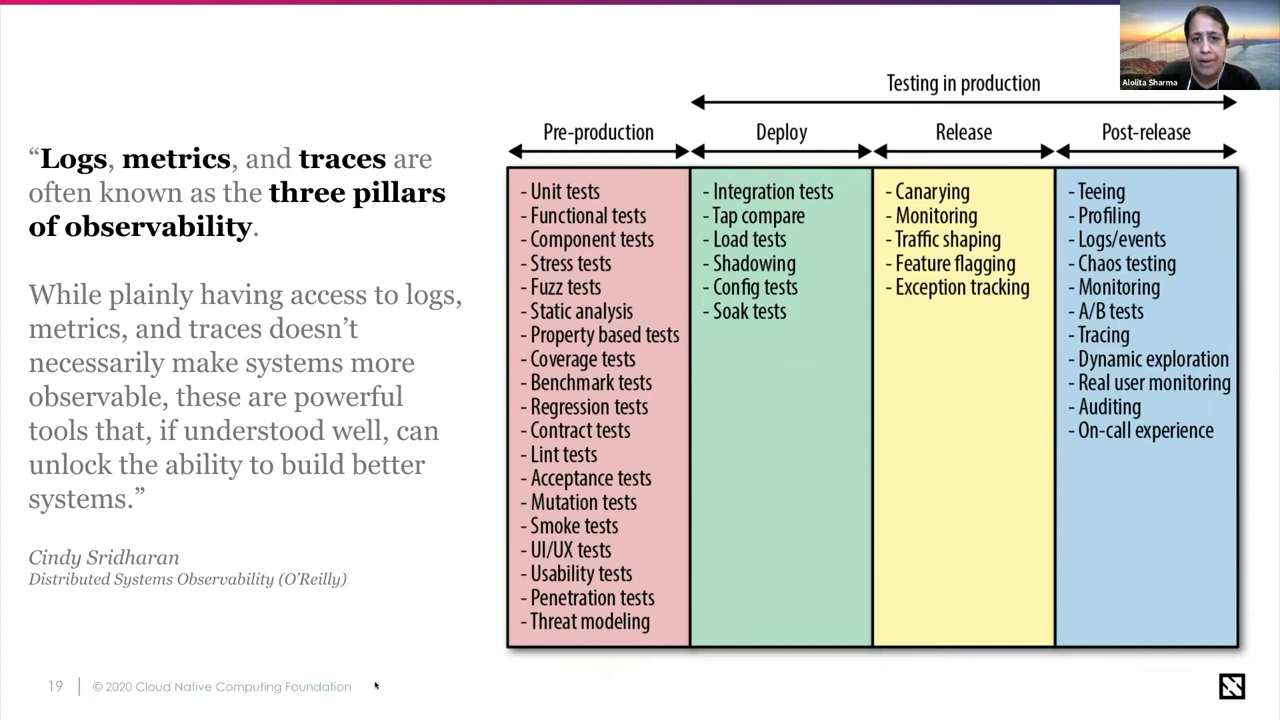 Alolita Sharma
“Logs, metrics, and traces are
often known as the three pillars
of observability.
While plainly having access to logs,
metrics, and traces doesn’t
necessarily make systems more
observable, these are powerful
tools that, if understood well, can
unlock the ability to build better
systems.”
Cindy Sridharan
Distributed Systems Observability (O’Reilly)
Testing in production
Pre-production
Deploy
Release
Post-release
- Unit tests
- Functional tests
- Component tests
- Stress tests
- Fuzz tests
- Static analysis
- Property based tests
- Coverage tests
- Benchmark tests
- Regression tests
- Contract tests
- Lint tests
- Acceptance tests
- Mutation tests
- Smoke tests
- UI/UX tests
- Usability tests
- Penetration tests
- Threat modeling
- Integration tests
- Tap compare
- Load tests
- Shadowing
- Config tests
- Soak tests
- Canarying
- Monitoring
- Traffic shaping
- Feature flagging
- Exception tracking
- Teeing
- Profiling
- Logs/events
- Chaos testing
- Monitoring
- A/B tests
- Tracing
- Dynamic exploration
- Real user monitoring
- Auditing
- On-call experience
19
© 2020 Cloud Native Computing Foundation